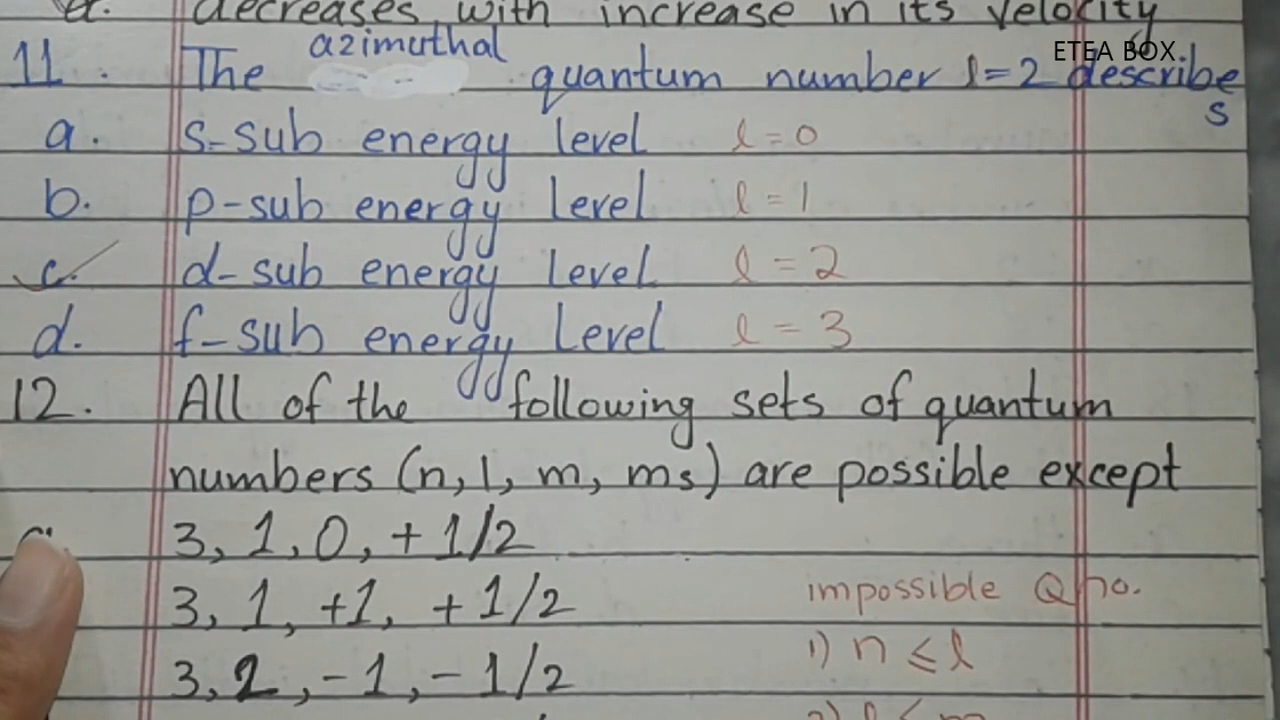 decreases with increase in its velocity
ETEA BOX
azimuthal
11. The quantum number l=2 describe
s
a. s-sub energy level l=0
b. p-sub energy level l=1
c. d-sub energy level l=2
d. f-sub energy level l=3
12. All of the following sets of quantum
numbers (n, l, m, ms) are possible except
3, 1, 0, +1/2
3, 1, +1, +1/2
impossible Q no.
1) n ≤ l
3, 2, -1, -1/2